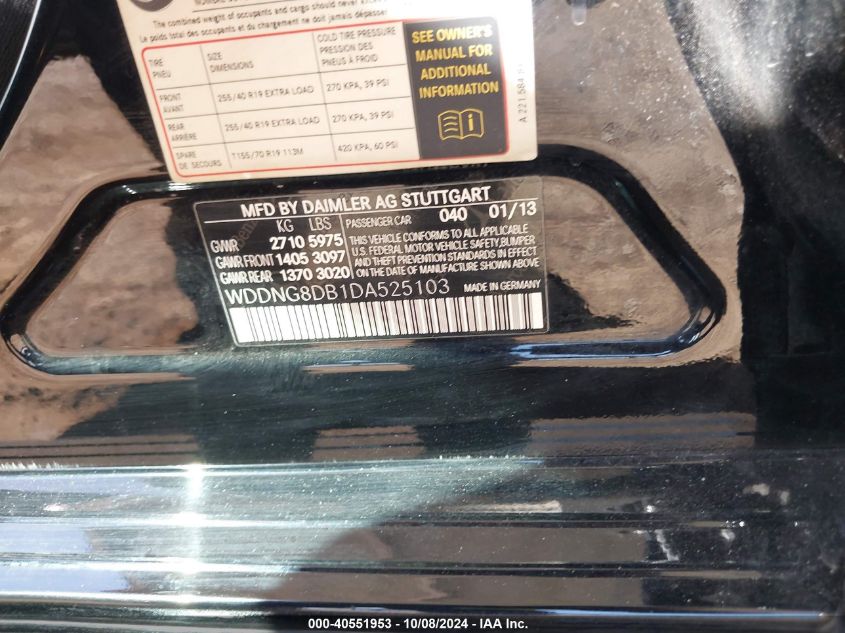 The combined weight of occupants and cargo should never exceed
Le poids total des occupants et du chargement ne doit jamais dépasser
TIRE PNEU SIZE DIMENSIONS COLD TIRE PRESSURE PRESSION DES PNEUS À FROID
FRONT AVANT 255/40 R19 EXTRA LOAD 270 KPA, 39 PSI
REAR ARRIÈRE 255/40 R19 EXTRA LOAD 270 KPA, 39 PSI
SPARE DE SECOURS T155/70 R19 113M 420 KPA, 60 PSI
SEE OWNER'S
MANUAL FOR
ADDITIONAL
INFORMATION
A 221 584
MFD BY DAIMLER AG STUTTGART
KG LBS PASSENGER CAR 040 01/13
GVWR 2710 5975
GAWR FRONT 1405 3097
GAWR REAR 1370 3020
THIS VEHICLE CONFORMS TO ALL APPLICABLE
U.S. FEDERAL MOTOR VEHICLE SAFETY, BUMPER
AND THEFT PREVENTION STANDARDS IN EFFECT
ON THE DATE OF MANUFACTURE SHOWN ABOVE
WDDNG8DB1DA525103 MADE IN GERMANY
000-40551953 - 10/08/2024 - IAA Inc.